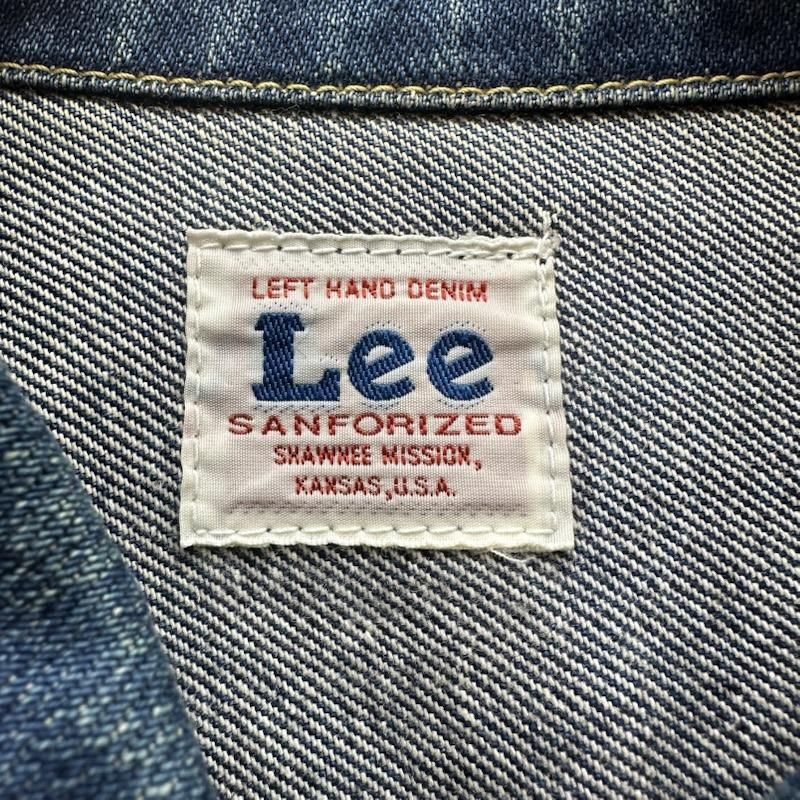 LEFT HAND DENIM
Lee
SANFORIZED
SHAWNEE MISSION,
KANSAS,U.S.A.